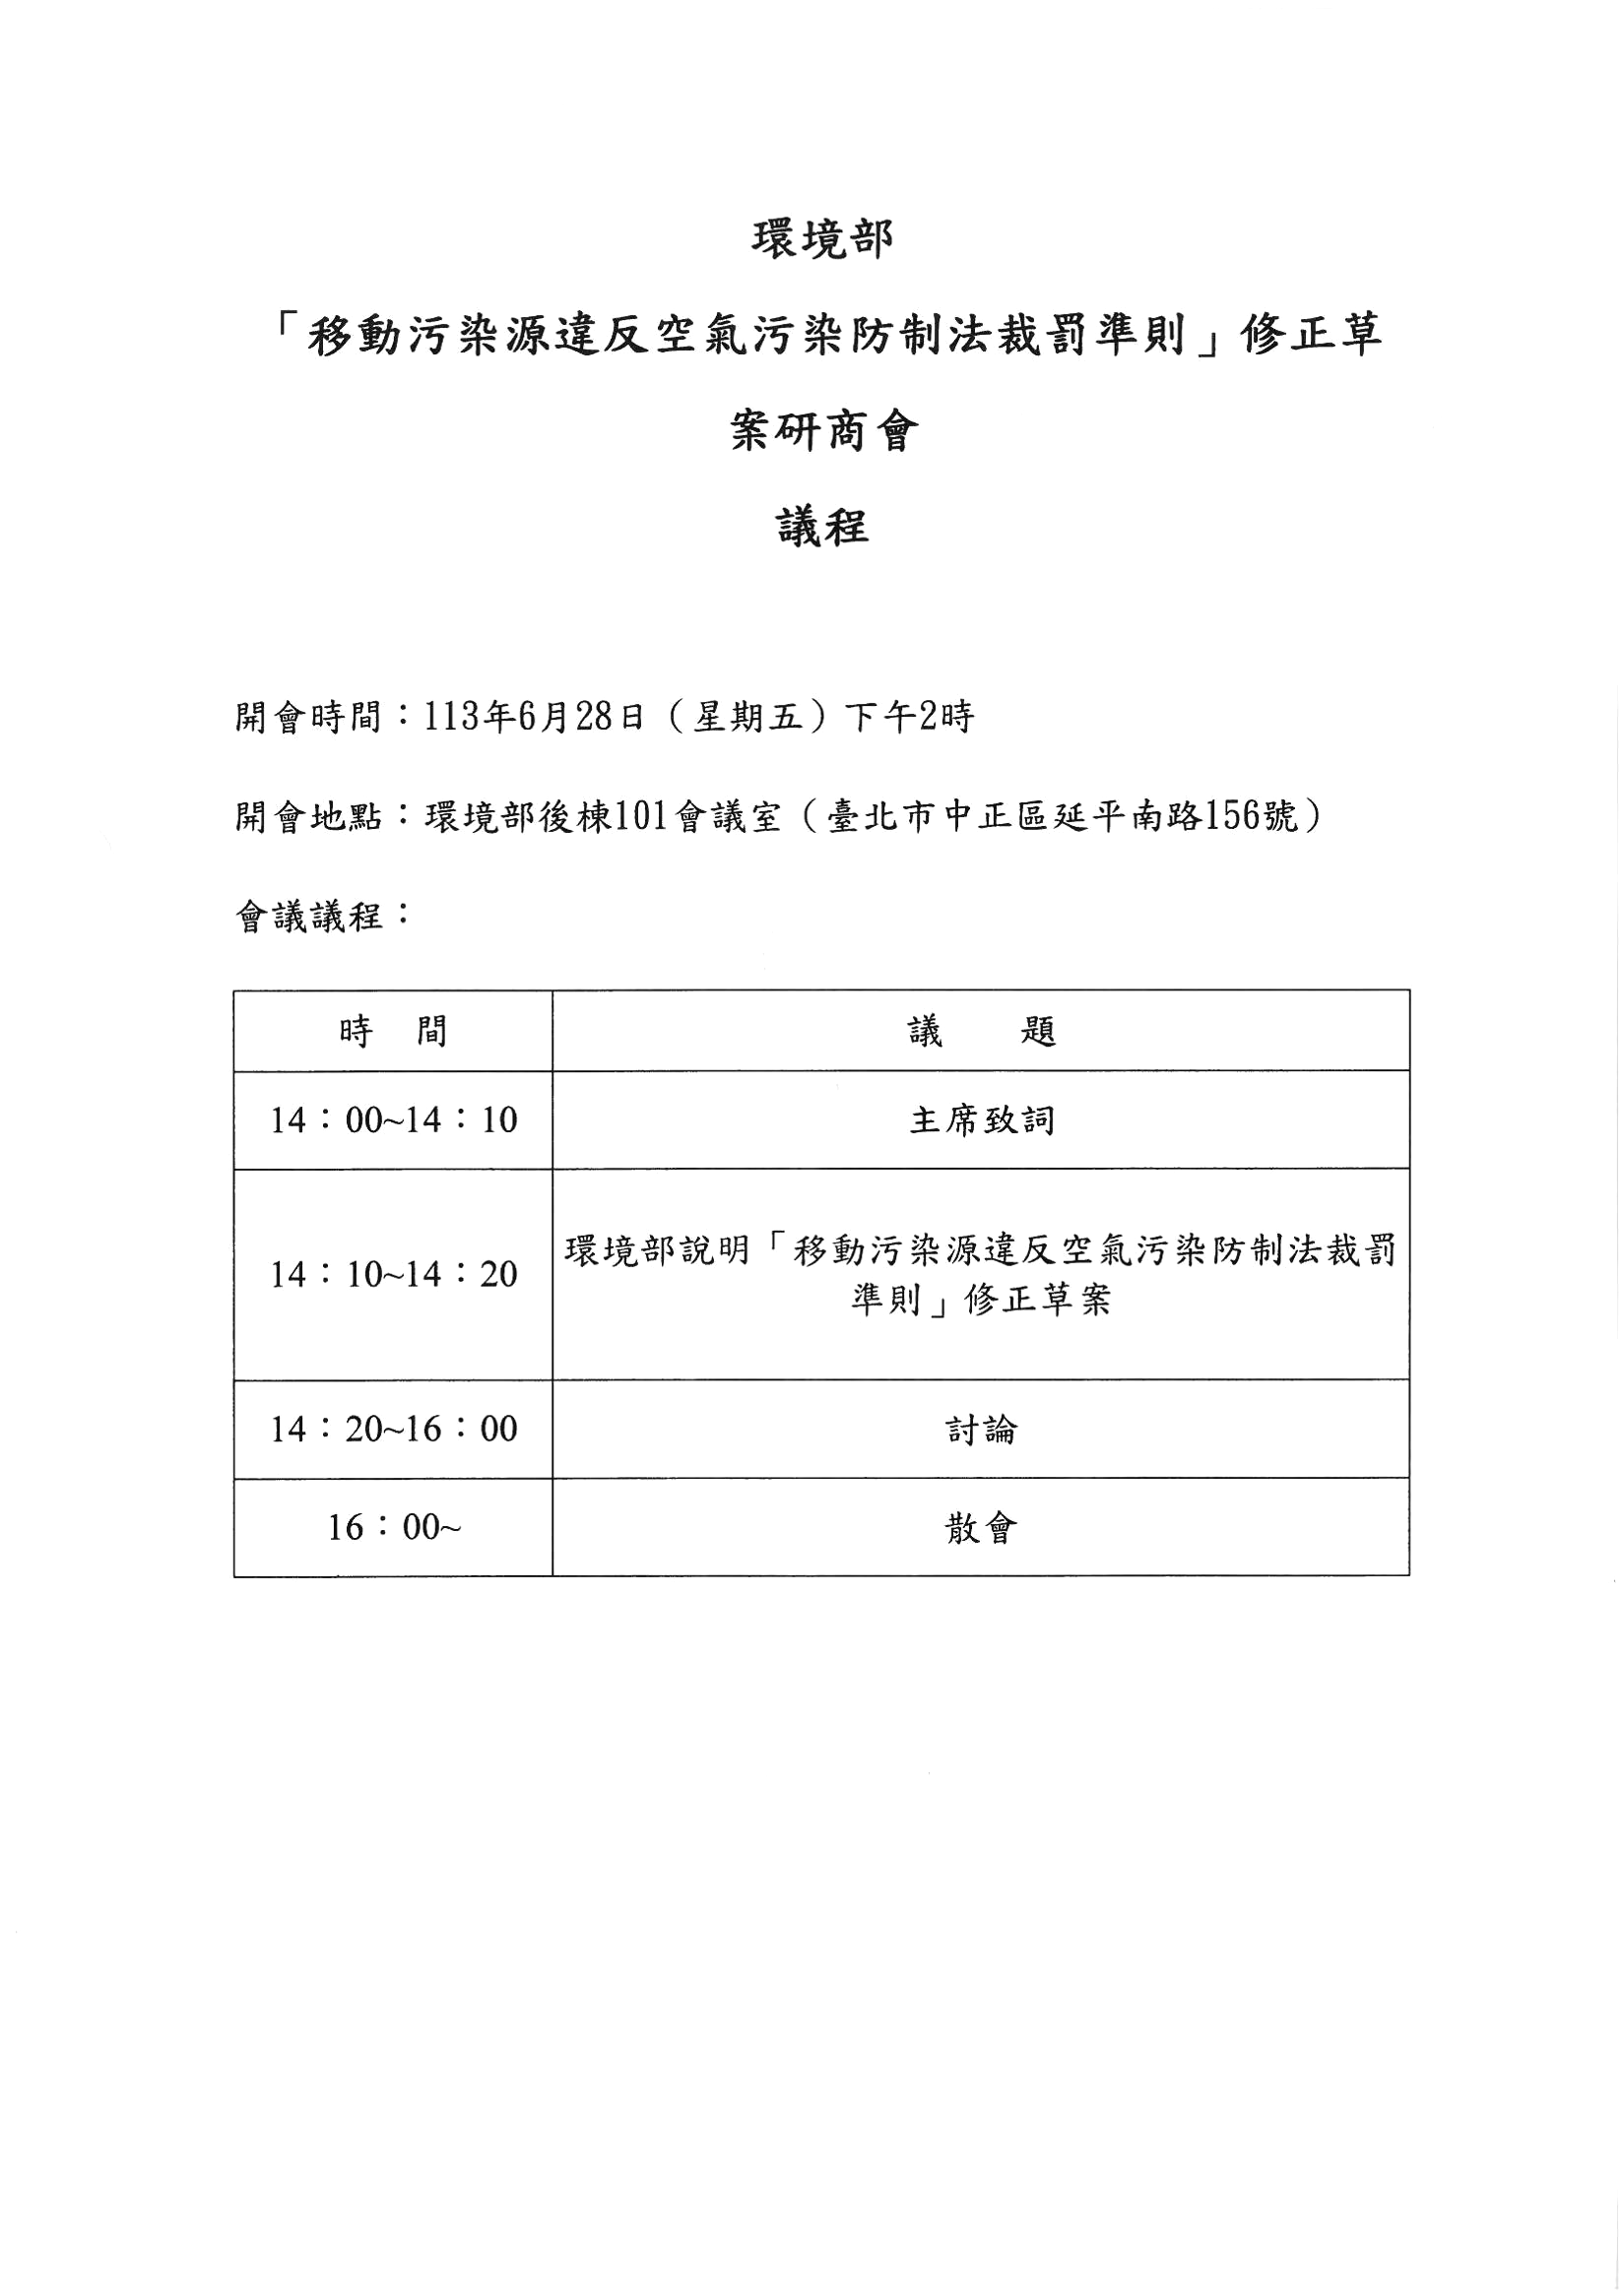 環境部
「移動污染源違反空氣污染防制法裁罰準則」修正草
案研商會
議程
開會時間：113年6月28日（星期五）下午2時
開會地點：環境部後棟101會議室（臺北市中正區延平南路156號）
會議議程：
時　間　議　　題
14：00~14：10　主席致詞
14：10~14：20　環境部說明「移動污染源違反空氣污染防制法裁罰
準則」修正草案
14：20~16：00　討論
16：00~　散會